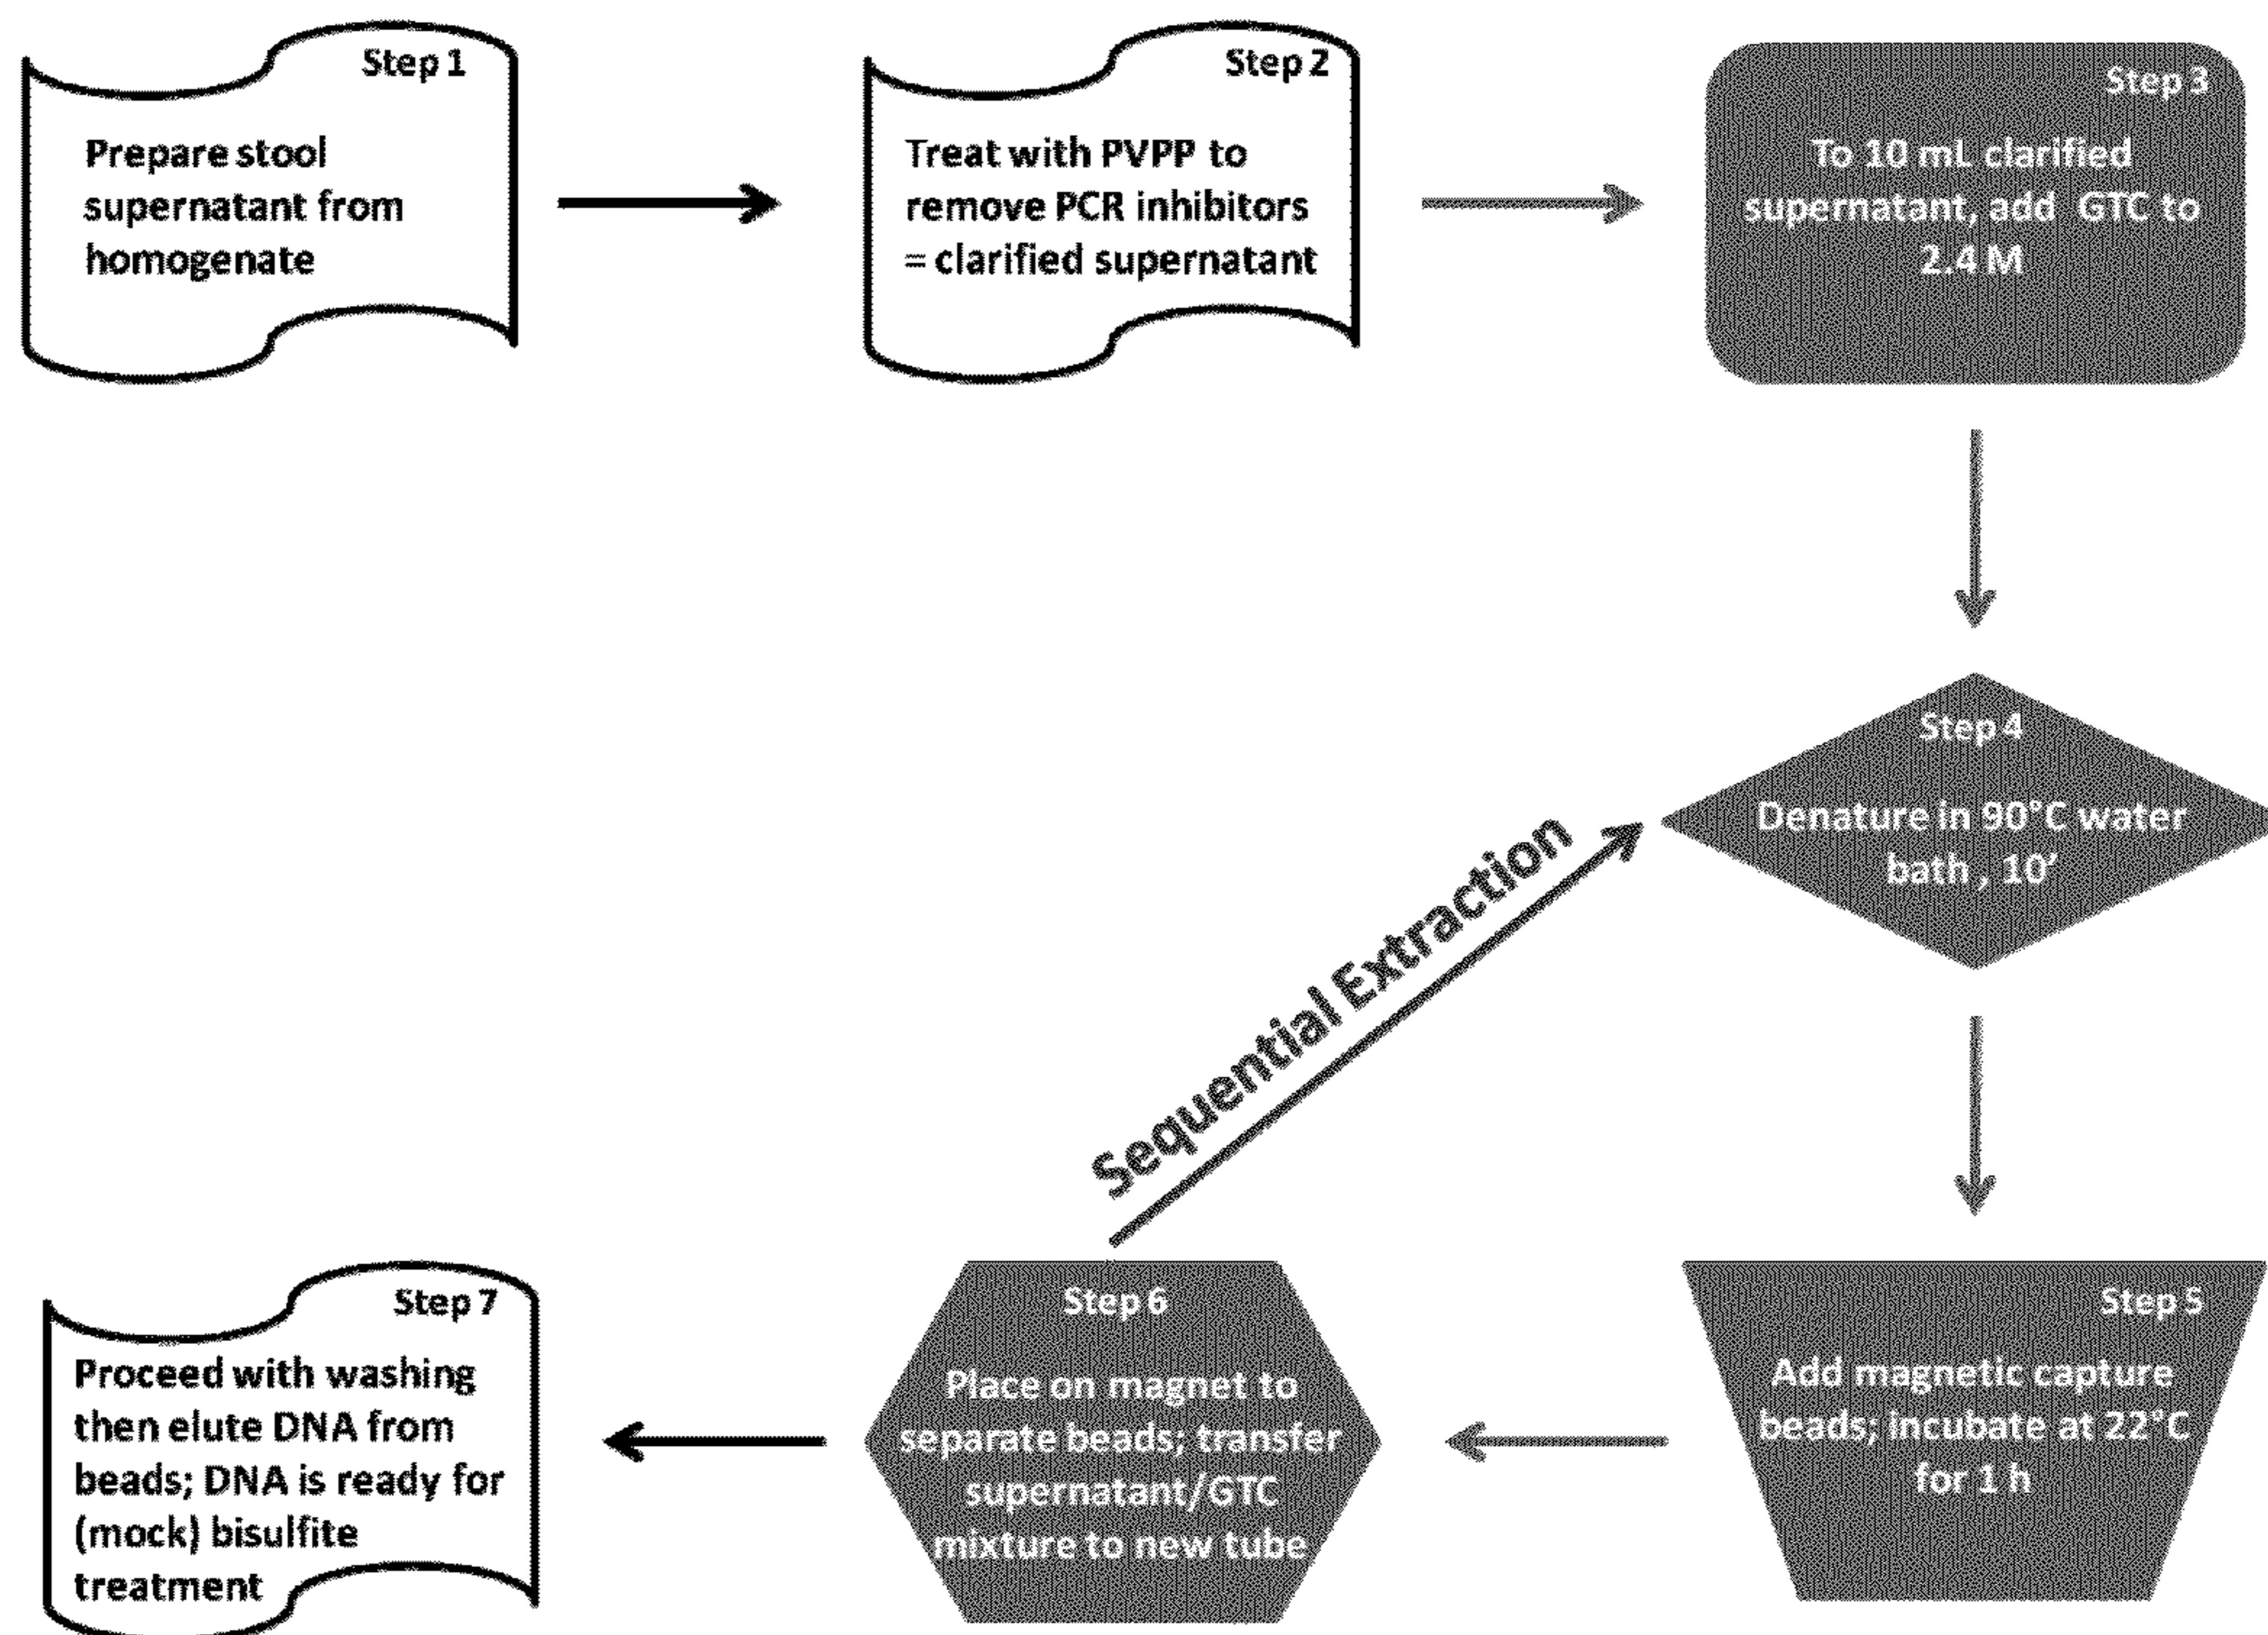 Step 1
Prepare stool
supernatant from
homogenate
Step 2
Treat with PVPP to
remove PCR inhibitors
= clarified supernatant
Step 3
To 10 mL clarified
supernatant, add GTC to
2.4 M
Step 4
Denature in 90°C water
bath , 10'
Sequential Extraction
Step 5
Add magnetic capture
beads; incubate at 22°C
for 1 h
Step 6
Place on magnet to
separate beads; transfer
supernatant/GTC
mixture to new tube
Step 7
Proceed with washing
then elute DNA from
beads; DNA is ready for
(mock) bisulfite
treatment